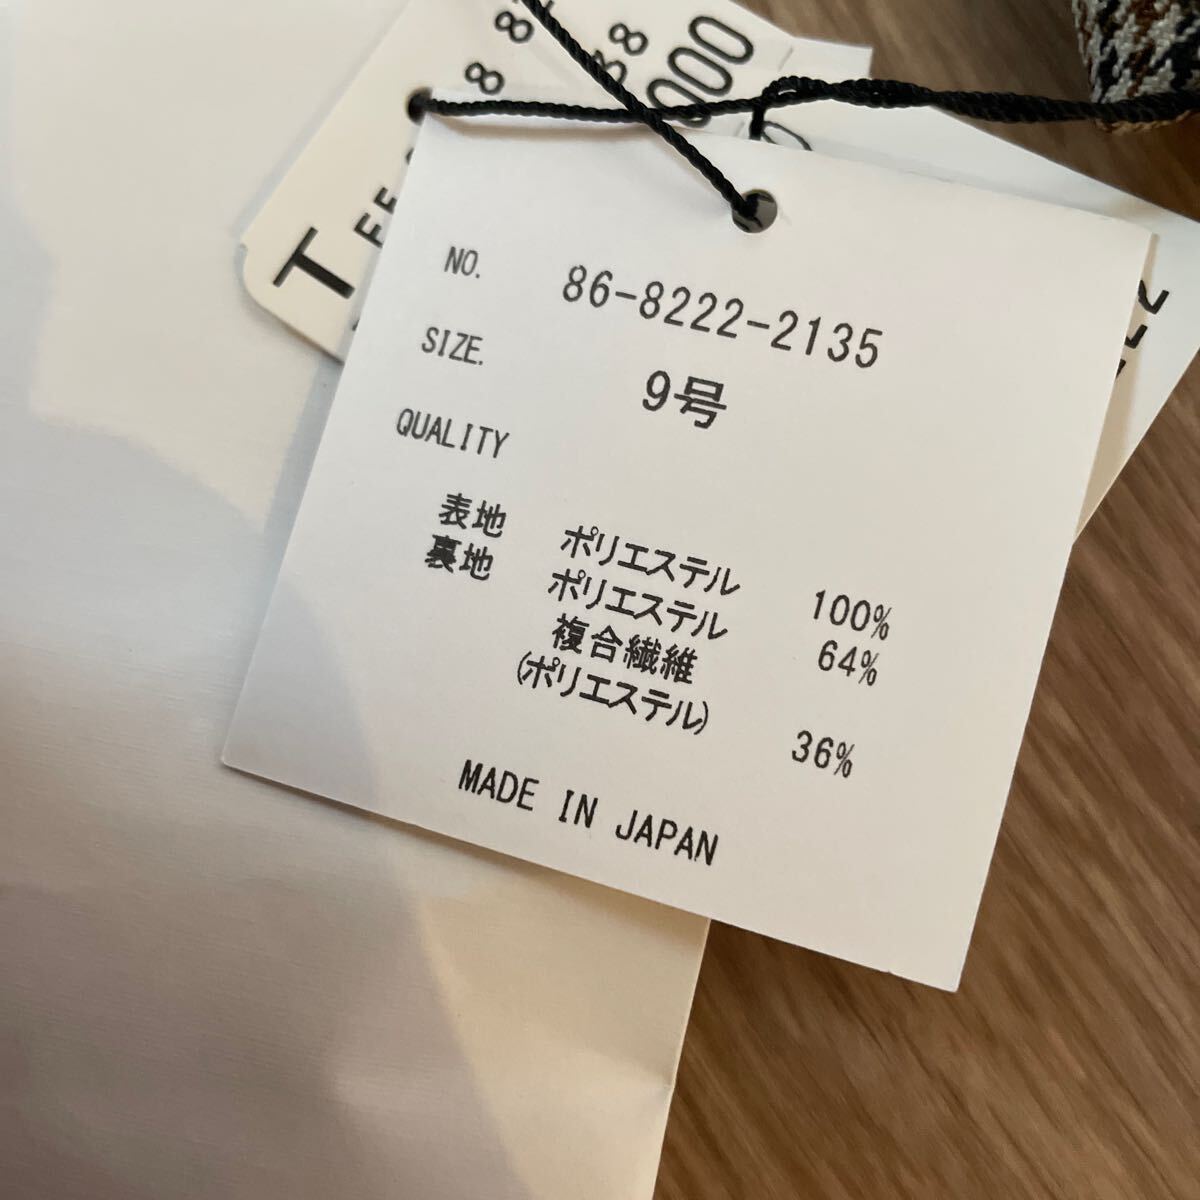 NO. 86-8222-2135
SIZE. 9号
QUALITY
表地 ポリエステル 100%
裏地 ポリエステル 64%
複合繊維
(ポリエステル) 36%
MADE IN JAPAN